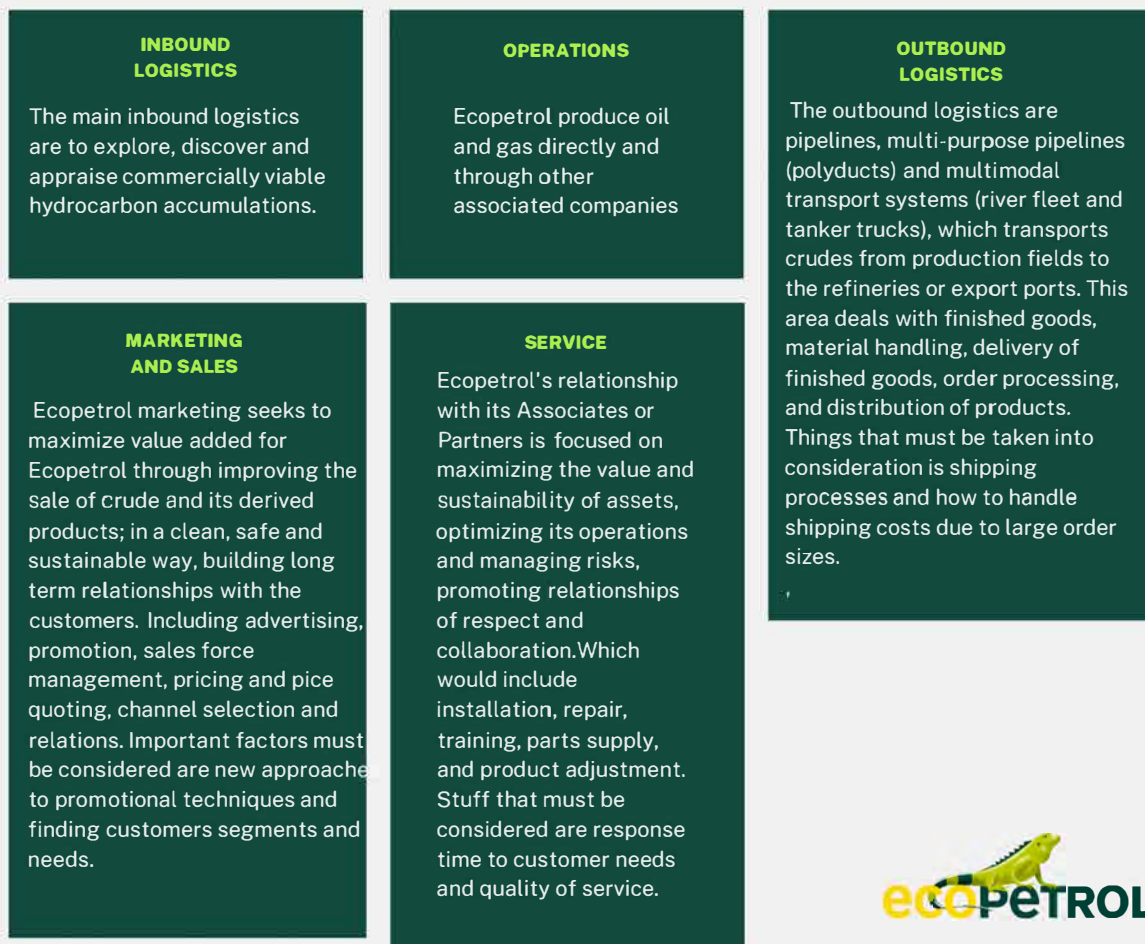 INBOUND
LOGISTICS
The main inbound logistics
are to explore, discover and
appraise commercially viable
hydrocarbon accumulations.
OPERATIONS
Ecopetrol produce oil
and gas directly and
through other
associated companies
OUTBOUND
LOGISTICS
The outbound logistics are
pipelines, multi-purpose pipelines
(polyducts) and multimodal
transport systems (river fleet and
tanker trucks), which transports
crudes from production fields to
the refineries or export ports. This
area deals with finished goods,
material handling, delivery of
finished goods, order processing,
and distribution of products.
Things that must be taken into
consideration is shipping
processes and how to handle
shipping costs due to large order
sizes.
MARKETING
AND SALES
Ecopetrol marketing seeks to
maximize value added for
Ecopetrol through improving the
sale of crude and its derived
products; in a clean, safe and
sustainable way, building long
term relationships with the
customers. Including advertising,
promotion, sales force
management, pricing and pice
quoting, channel selection and
relations. Important factors must
be considered are new approaches
to promotional techniques and
finding customers segments and
needs.
SERVICE
Ecopetrol's relationship
with its Associates or
Partners is focused on
maximizing the value and
sustainability of assets,
optimizing its operations
and managing risks,
promoting relationships
of respect and
collaboration.Which
would include
installation, repair,
training, parts supply,
and product adjustment.
Stuff that must be
considered are response
time to customer needs
and quality of service.
ecopeTROL